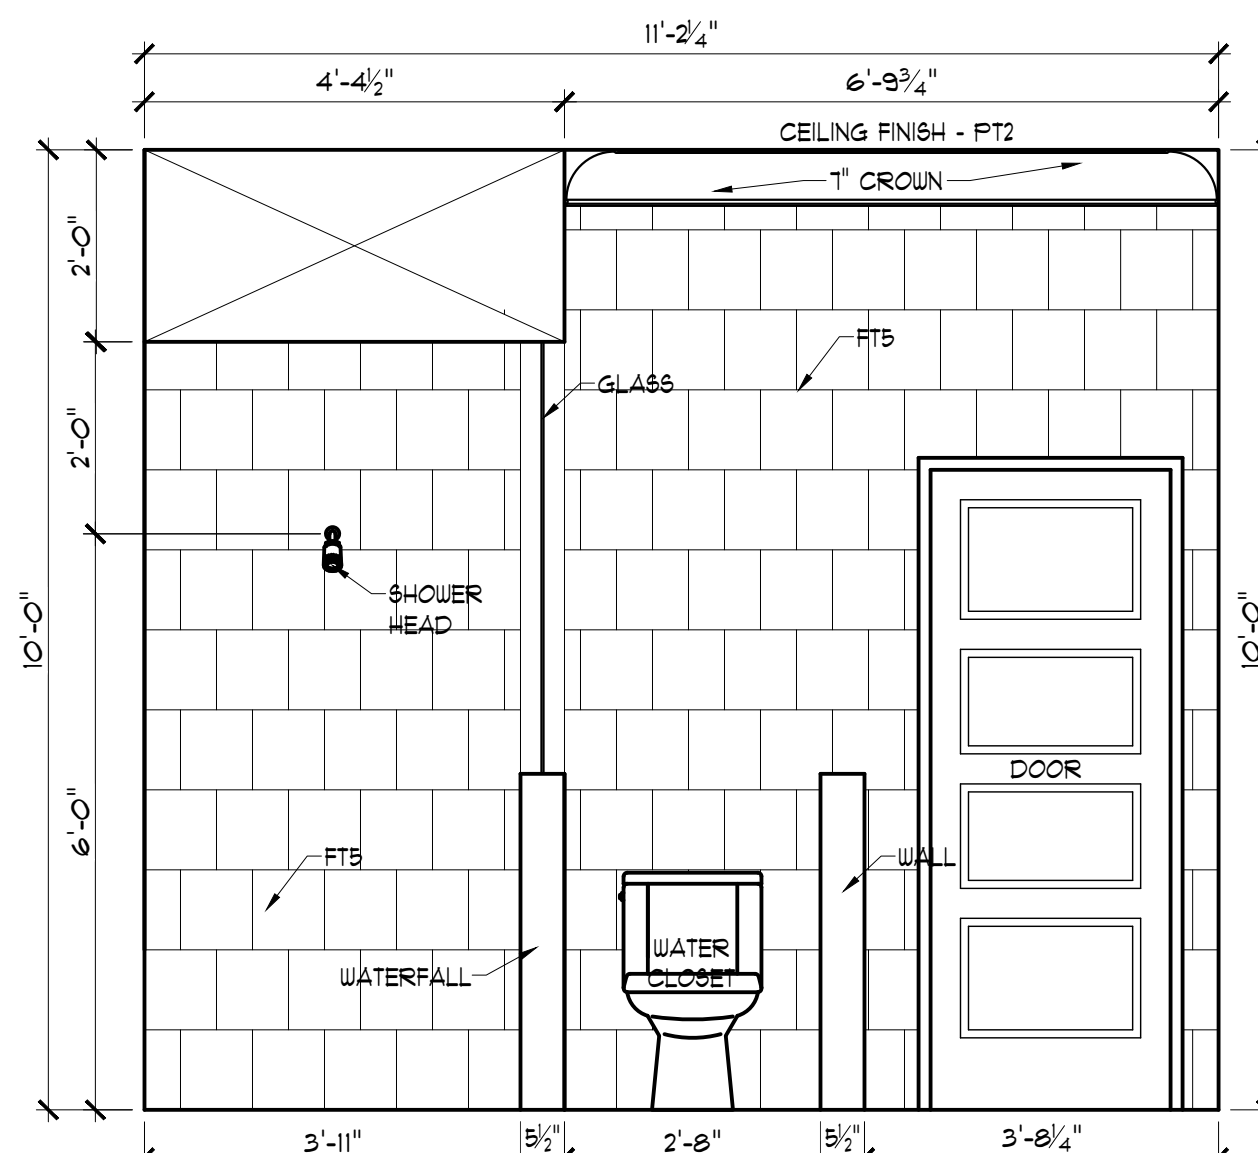 11'-2¼"
4'-4½"
6'-9¾"
CEILING FINISH - PT2
7" CROWN
2'-0"
FT5
GLASS
2'-0"
SHOWER
HEAD
10'-0"
10'-0"
DOOR
6'-0"
FT5
WALL
WATER
CLOSET
WATERFALL
3'-11"
5½"
2'-8"
5½"
3'-8¼"